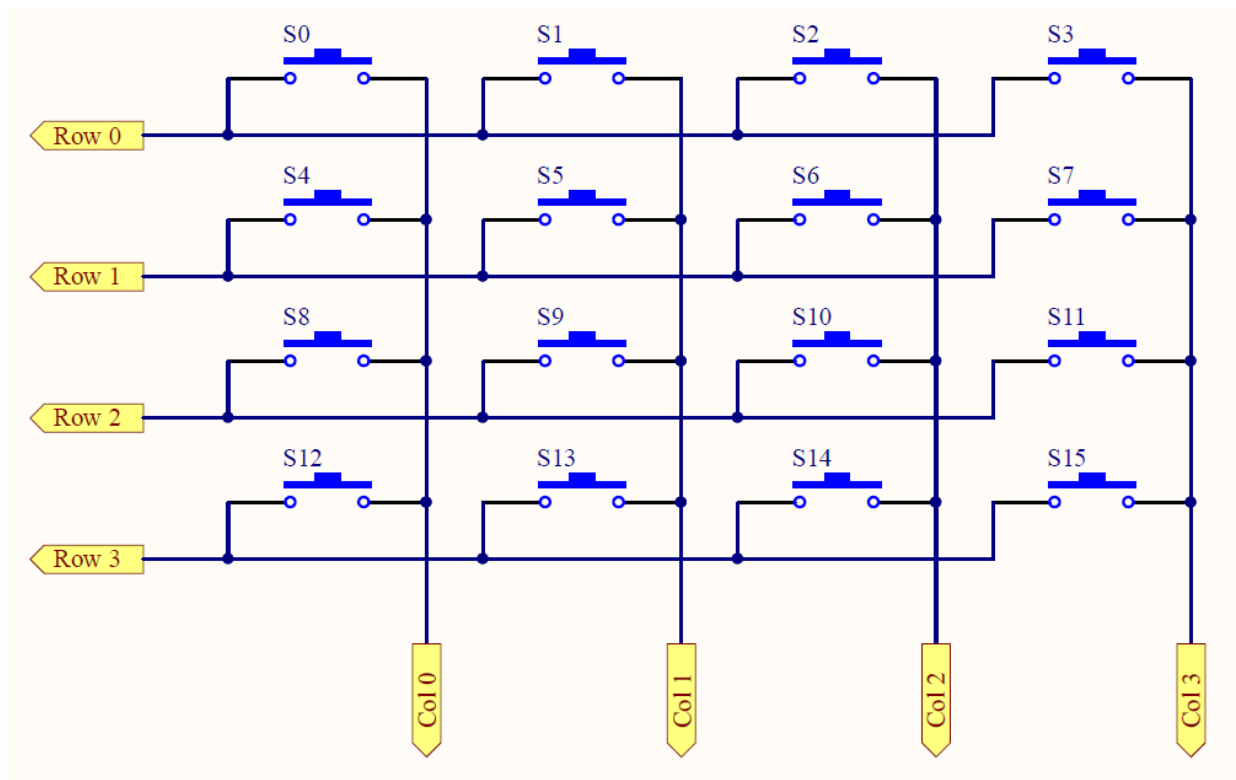 S0 S1 S2 S3
Row 0
S4 S5 S6 S7
Row 1
S8 S9 S10 S11
Row 2
S12 S13 S14 S15
Row 3
Col 0 Col 1 Col 2 Col 3